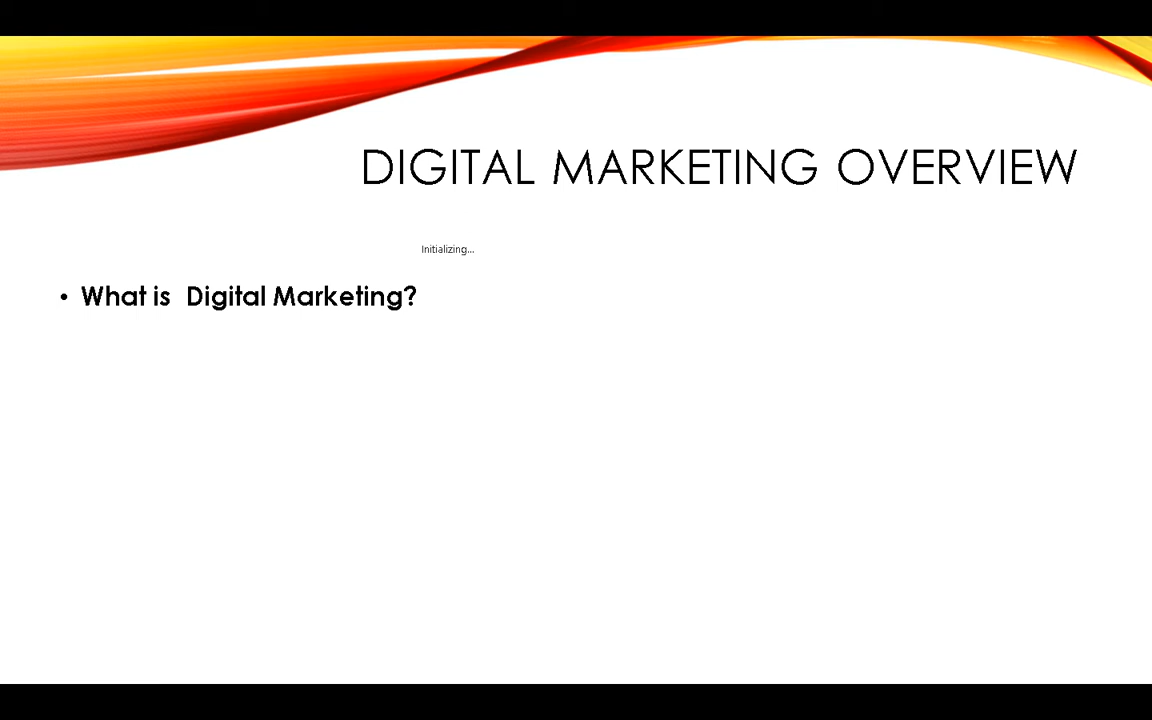 DIGITAL MARKETING OVERVIEW
Initializing...
• What is  Digital Marketing?